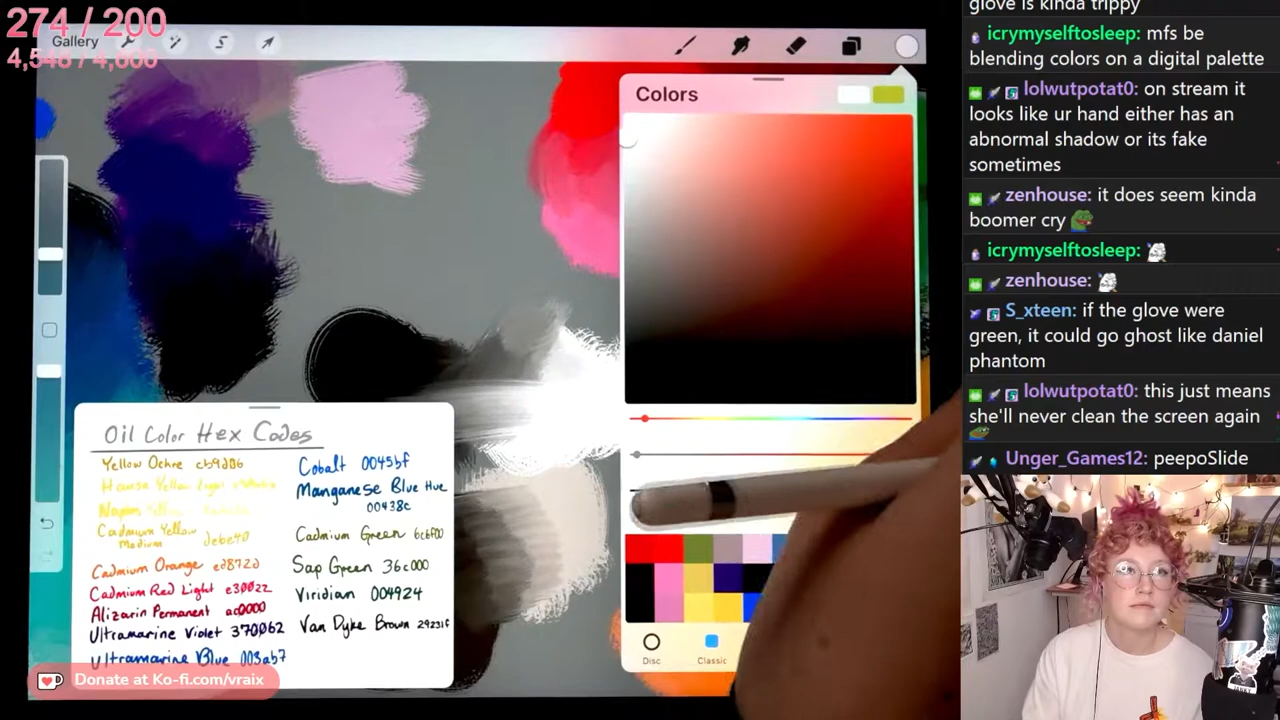 274 / 200
4,548 / 4,800
Gallery
Colors
Oil Color Hex Codes
Yellow Ochre cb9d06
Hansa Yellow
Cadmium Yellow Medium debe40
Cadmium Orange ed872d
Cadmium Red Light e30022
Alizarin Permanent ac0000
Ultramarine Violet 370062
Ultramarine Blue 003ab7
Cobalt 0045bf
Manganese Blue Hue
00438c
Cadmium Green 6c6f00
Sap Green 36c000
Viridian 004924
Van Dyke Brown 29231f
Disc
Classic
Donate at Ko-fi.com/vraix
glove is kinda trippy
icrymyselftosleep: mfs be
blending colors on a digital palette
lolwutpotat0: on stream it
looks like ur hand either has an
abnormal shadow or its fake
sometimes
zenhouse: it does seem kinda
boomer cry
icrymyselftosleep:
zenhouse:
S_xteen: if the glove were
green, it could go ghost like daniel
phantom
lolwutpotat0: this just means
she'll never clean the screen again
Unger_Games12: peepoSlide